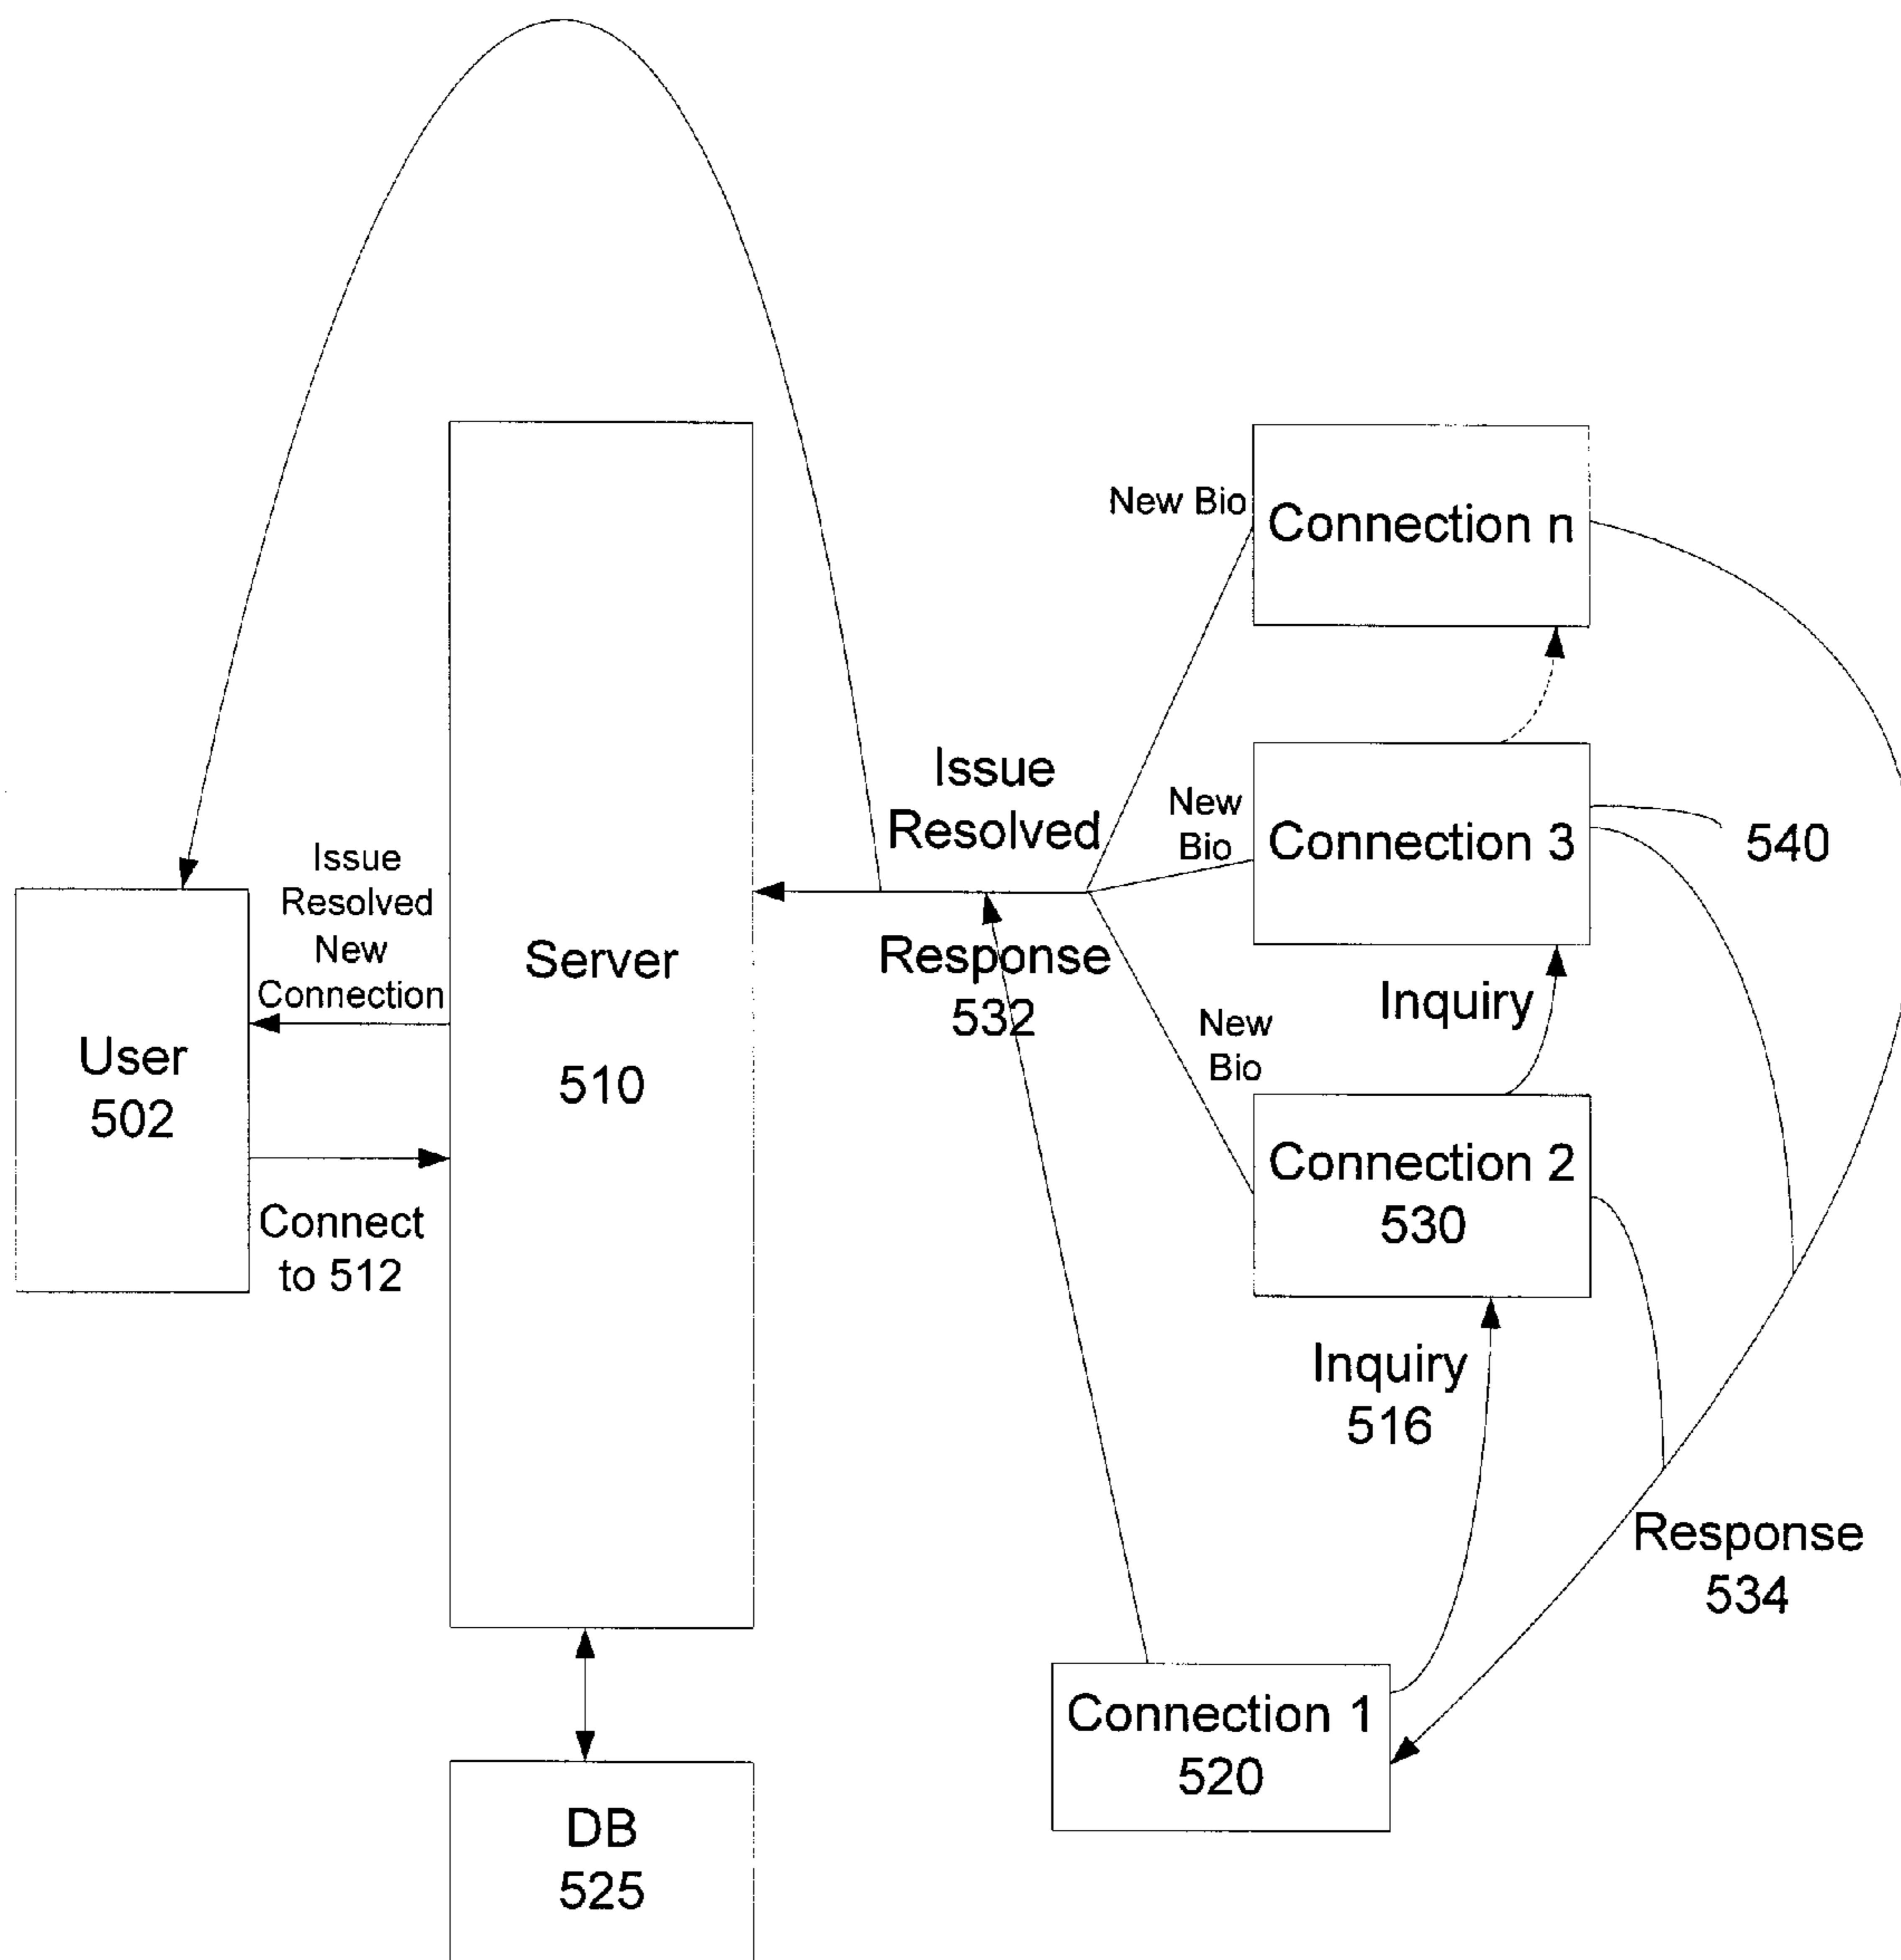 New Bio
Connection n
Issue
Resolved
New
Bio
Connection 3
540
Issue
Resolved
New
Connection
Server
510
Response
532
Inquiry
New
Bio
User
502
Connect
to 512
Connection 2
530
Inquiry
516
Response
534
Connection 1
520
DB
525